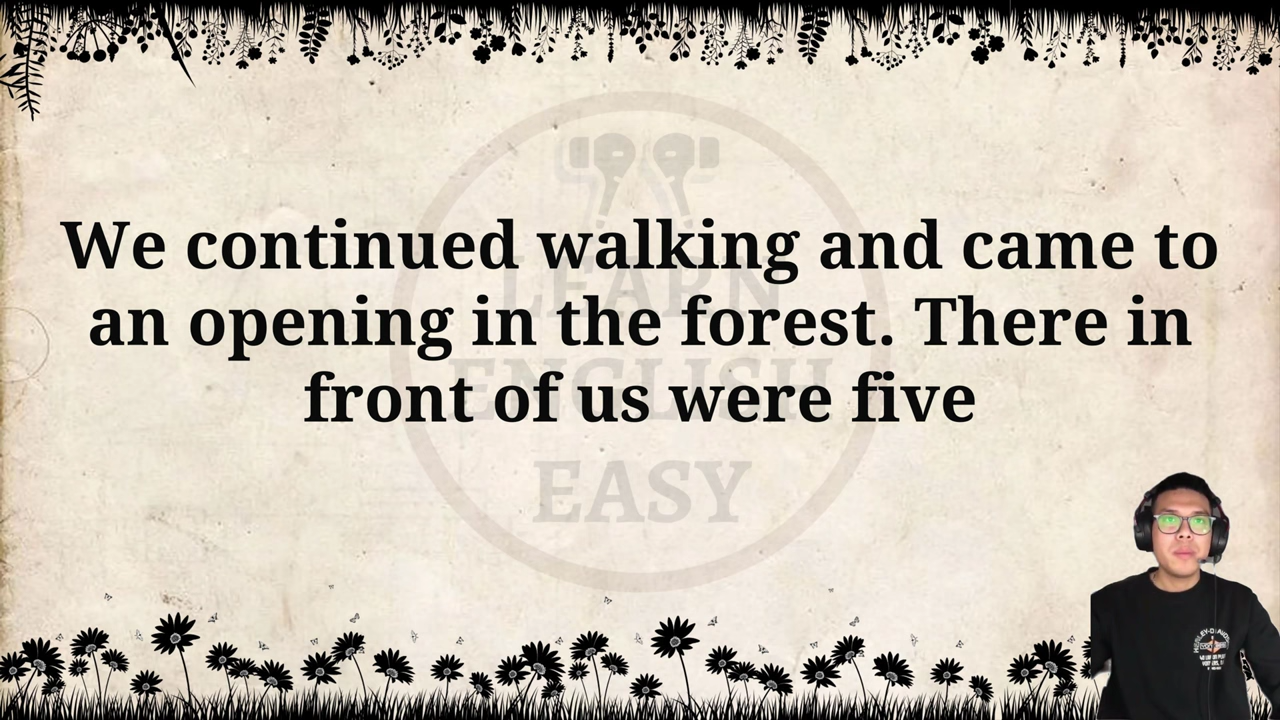 We continued walking and came to
an opening in the forest. There in
front of us were five
LEARN
ENGLISH
EASY